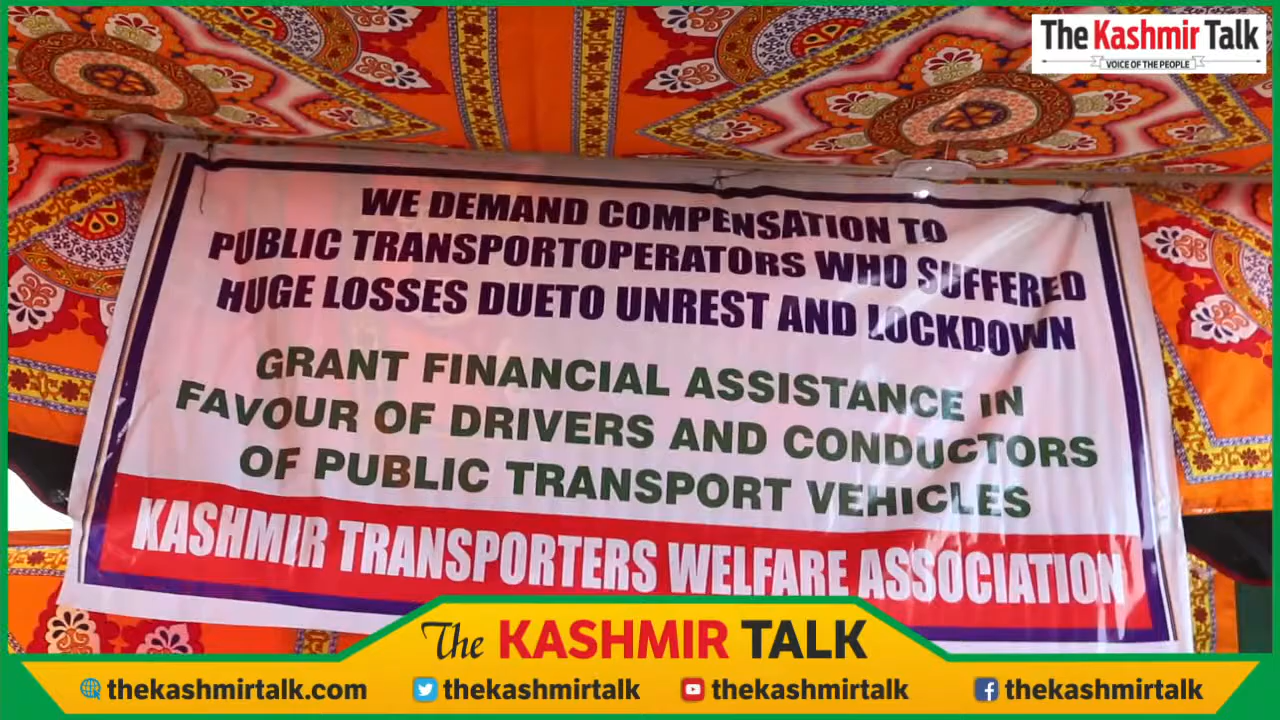 The Kashmir Talk
VOICE OF THE PEOPLE
WE DEMAND COMPENSATION TO
PUBLIC TRANSPORTOPERATORS WHO SUFFERED
HUGE LOSSES DUETO UNREST AND LOCKDOWN
GRANT FINANCIAL ASSISTANCE IN
FAVOUR OF DRIVERS AND CONDUCTORS
OF PUBLIC TRANSPORT VEHICLES
KASHMIR TRANSPORTERS WELFARE ASSOCIATION
The KASHMIR TALK
thekashmirtalk.com thekashmirtalk thekashmirtalk thekashmirtalk